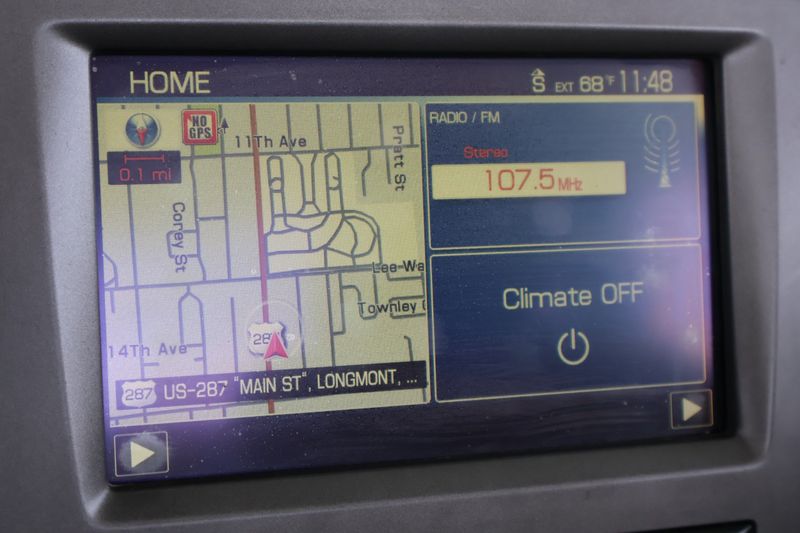 HOME
S EXT 68°F 11:48
NO GPS
11Th Ave
Pratt St
0.1 mi
Corey St
Lee Wa
Townley
287
14Th Ave
287 US-287 "MAIN ST", LONGMONT, ...
RADIO / FM
Stereo
107.5 MHz
Climate OFF